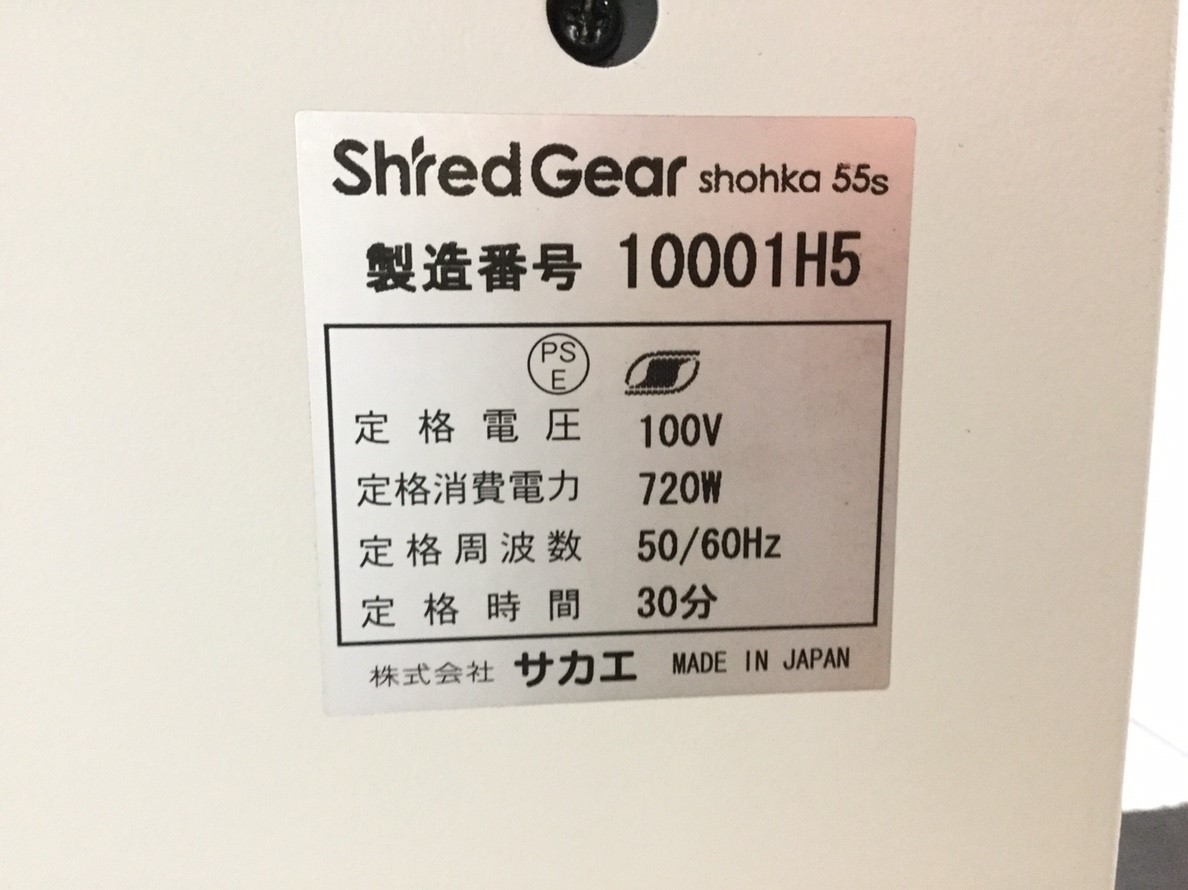 Shred Gear shohka 55s
製造番号 10001H5
PS
E
定格電圧 100V
定格消費電力 720W
定格周波数 50/60Hz
定格時間 30分
株式会社 サカエ MADE IN JAPAN